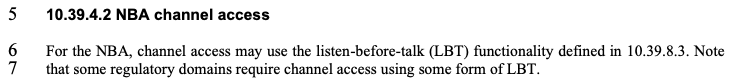 5 10.39.4.2 NBA channel access
6 For the NBA, channel access may use the listen-before-talk (LBT) functionality defined in 10.39.8.3. Note
7 that some regulatory domains require channel access using some form of LBT.